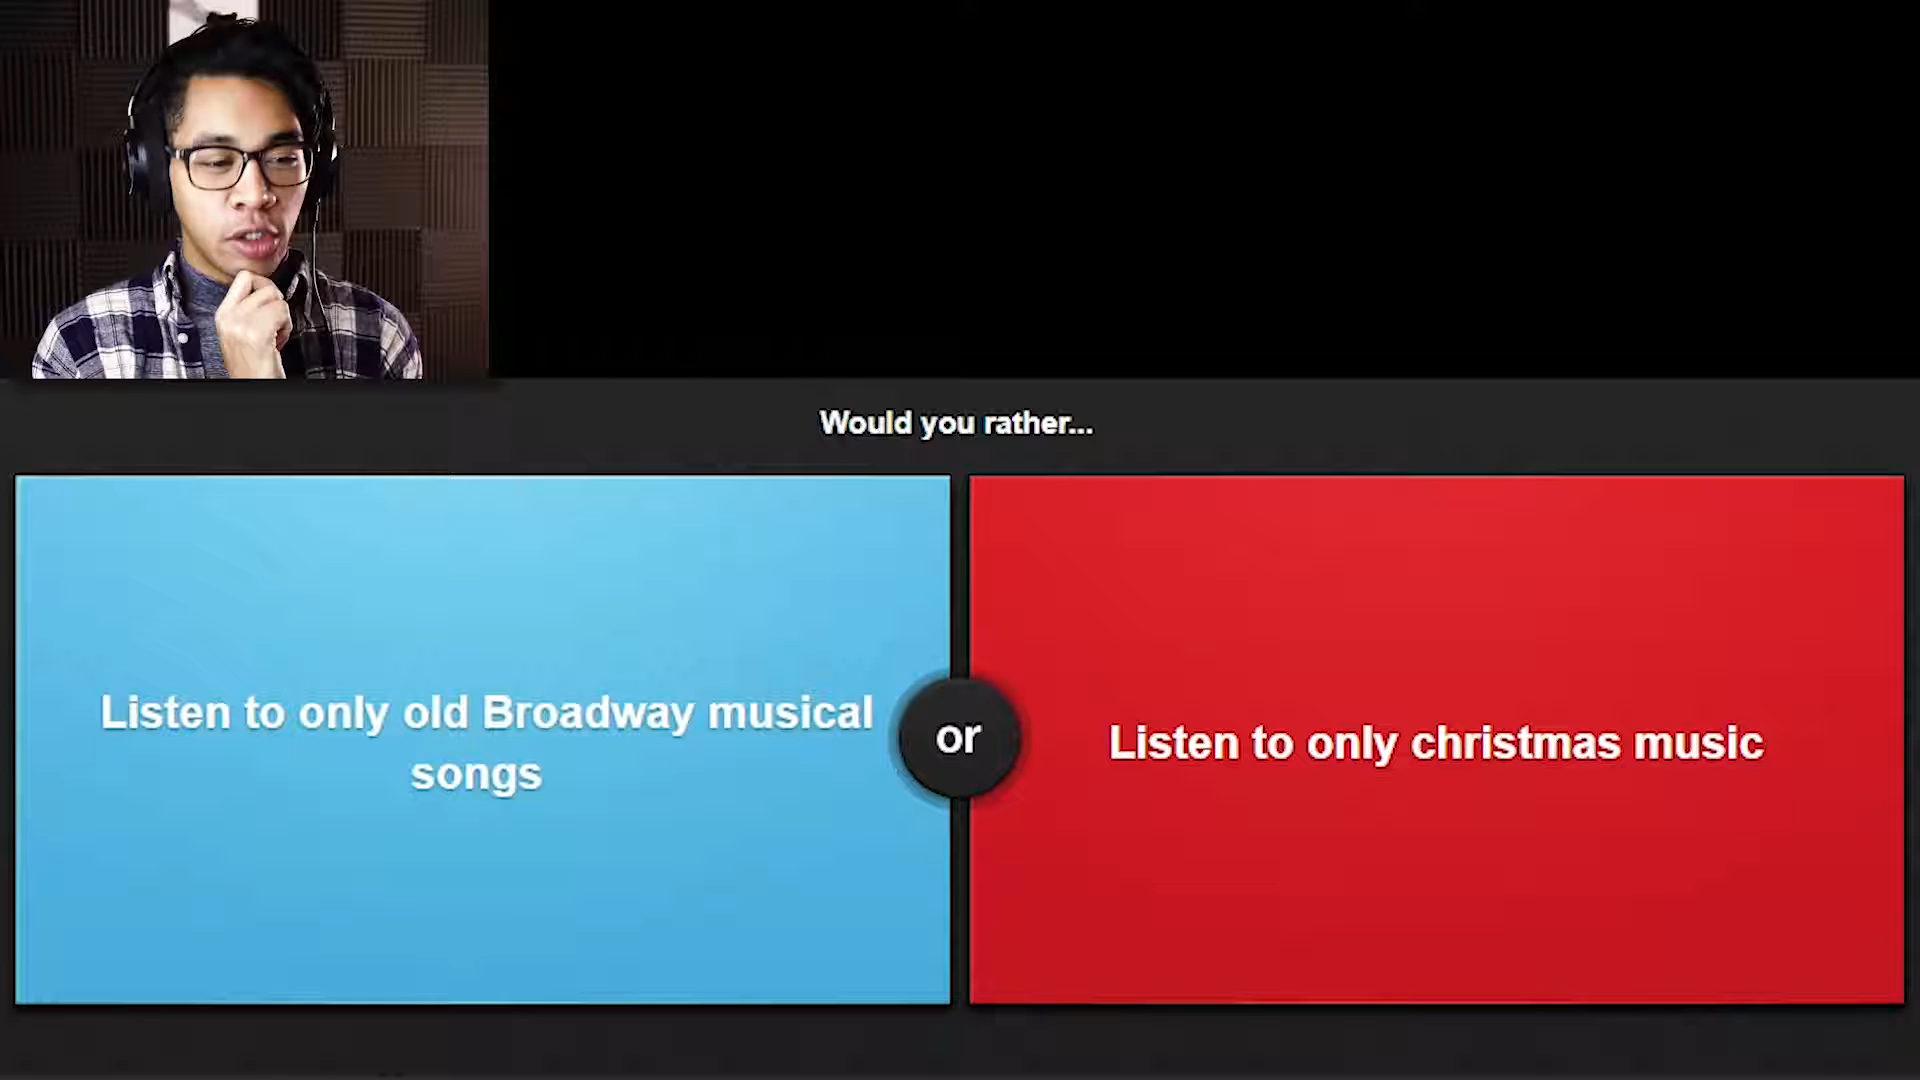 Would you rather...
Listen to only old Broadway musical
songs
or
Listen to only christmas music